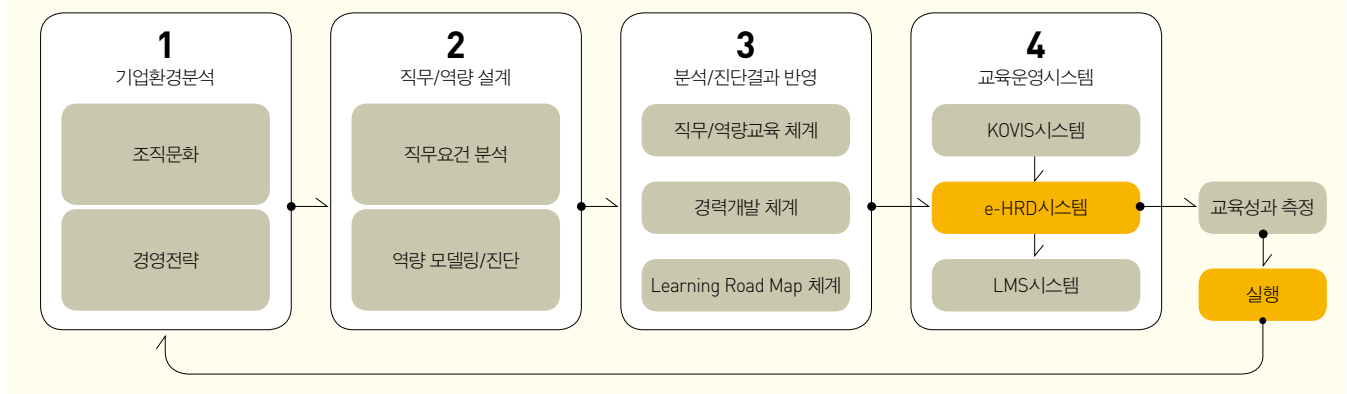 1
기업환경분석
조직문화
경영전략
2
직무/역량 설계
직무요건 분석
역량 모델링/진단
3
분석/진단결과 반영
직무/역량교육 체계
경력개발 체계
Learning Road Map 체계
4
교육운영시스템
KOVIS시스템
e-HRD시스템
LMS시스템
교육성과 측정
실행